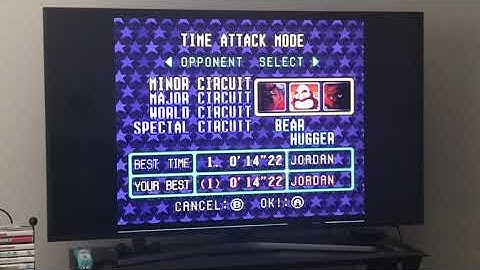 TIME ATTACK MODE
◀ OPPONENT SELECT ▶
MINOR CIRCUIT
MAJOR CIRCUIT
WORLD CIRCUIT
SPECIAL CIRCUIT
BEAR
HUGGER
BEST TIME 1. 0'14"22 JORDAN
YOUR BEST (1) 0'14"22 JORDAN
CANCEL:Ⓑ OK!:Ⓐ